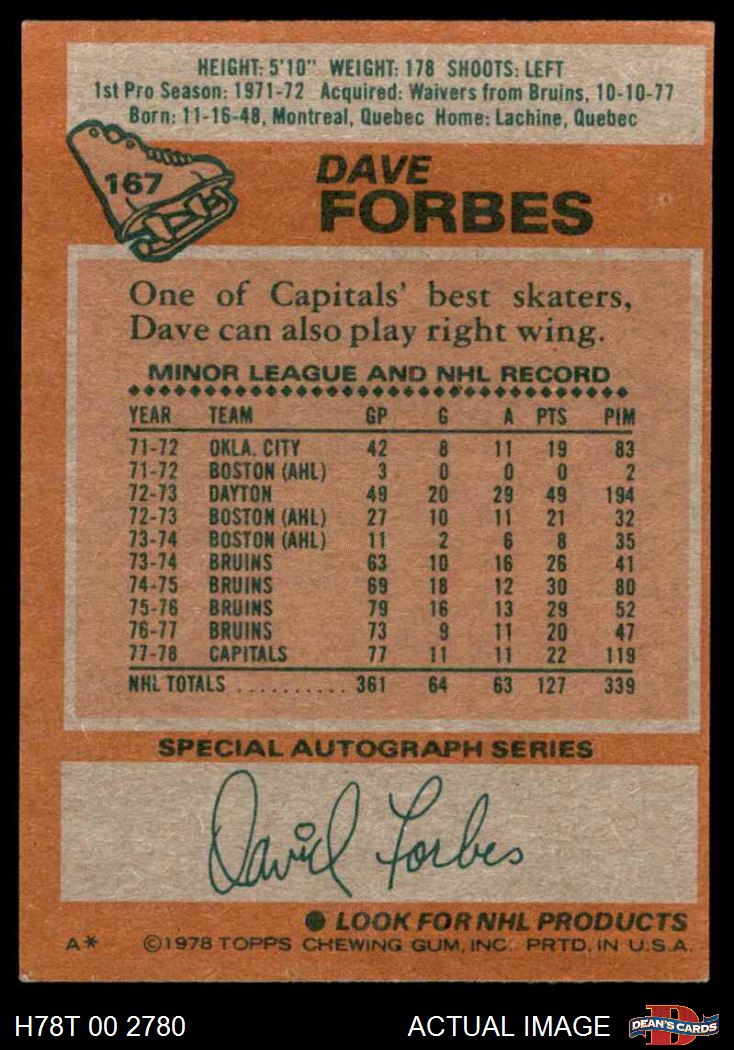 HEIGHT: 5'10" WEIGHT: 178 SHOOTS: LEFT
1st Pro Season: 1971-72 Acquired: Waivers from Bruins, 10-10-77
Born: 11-16-48, Montreal, Quebec Home: Lachine, Quebec
167
DAVE
FORBES
One of Capitals' best skaters,
Dave can also play right wing.
MINOR LEAGUE AND NHL RECORD
YEAR TEAM GP G A PTS PIM
71-72 OKLA. CITY 42 8 11 19 83
71-72 BOSTON (AHL) 3 0 0 0 2
72-73 DAYTON 49 20 29 49 194
72-73 BOSTON (AHL) 27 10 11 21 32
73-74 BOSTON (AHL) 11 2 6 8 35
73-74 BRUINS 63 10 16 26 41
74-75 BRUINS 69 18 12 30 80
75-76 BRUINS 79 16 13 29 52
76-77 BRUINS 73 9 11 20 47
77-78 CAPITALS 77 11 11 22 119
NHL TOTALS .......... 361 64 63 127 339
SPECIAL AUTOGRAPH SERIES
David Forbes
● LOOK FOR NHL PRODUCTS
A* ©1978 TOPPS CHEWING GUM, INC. PRTD. IN U.S.A.
H78T 00 2780 ACTUAL IMAGE D DEAN'S CARDS